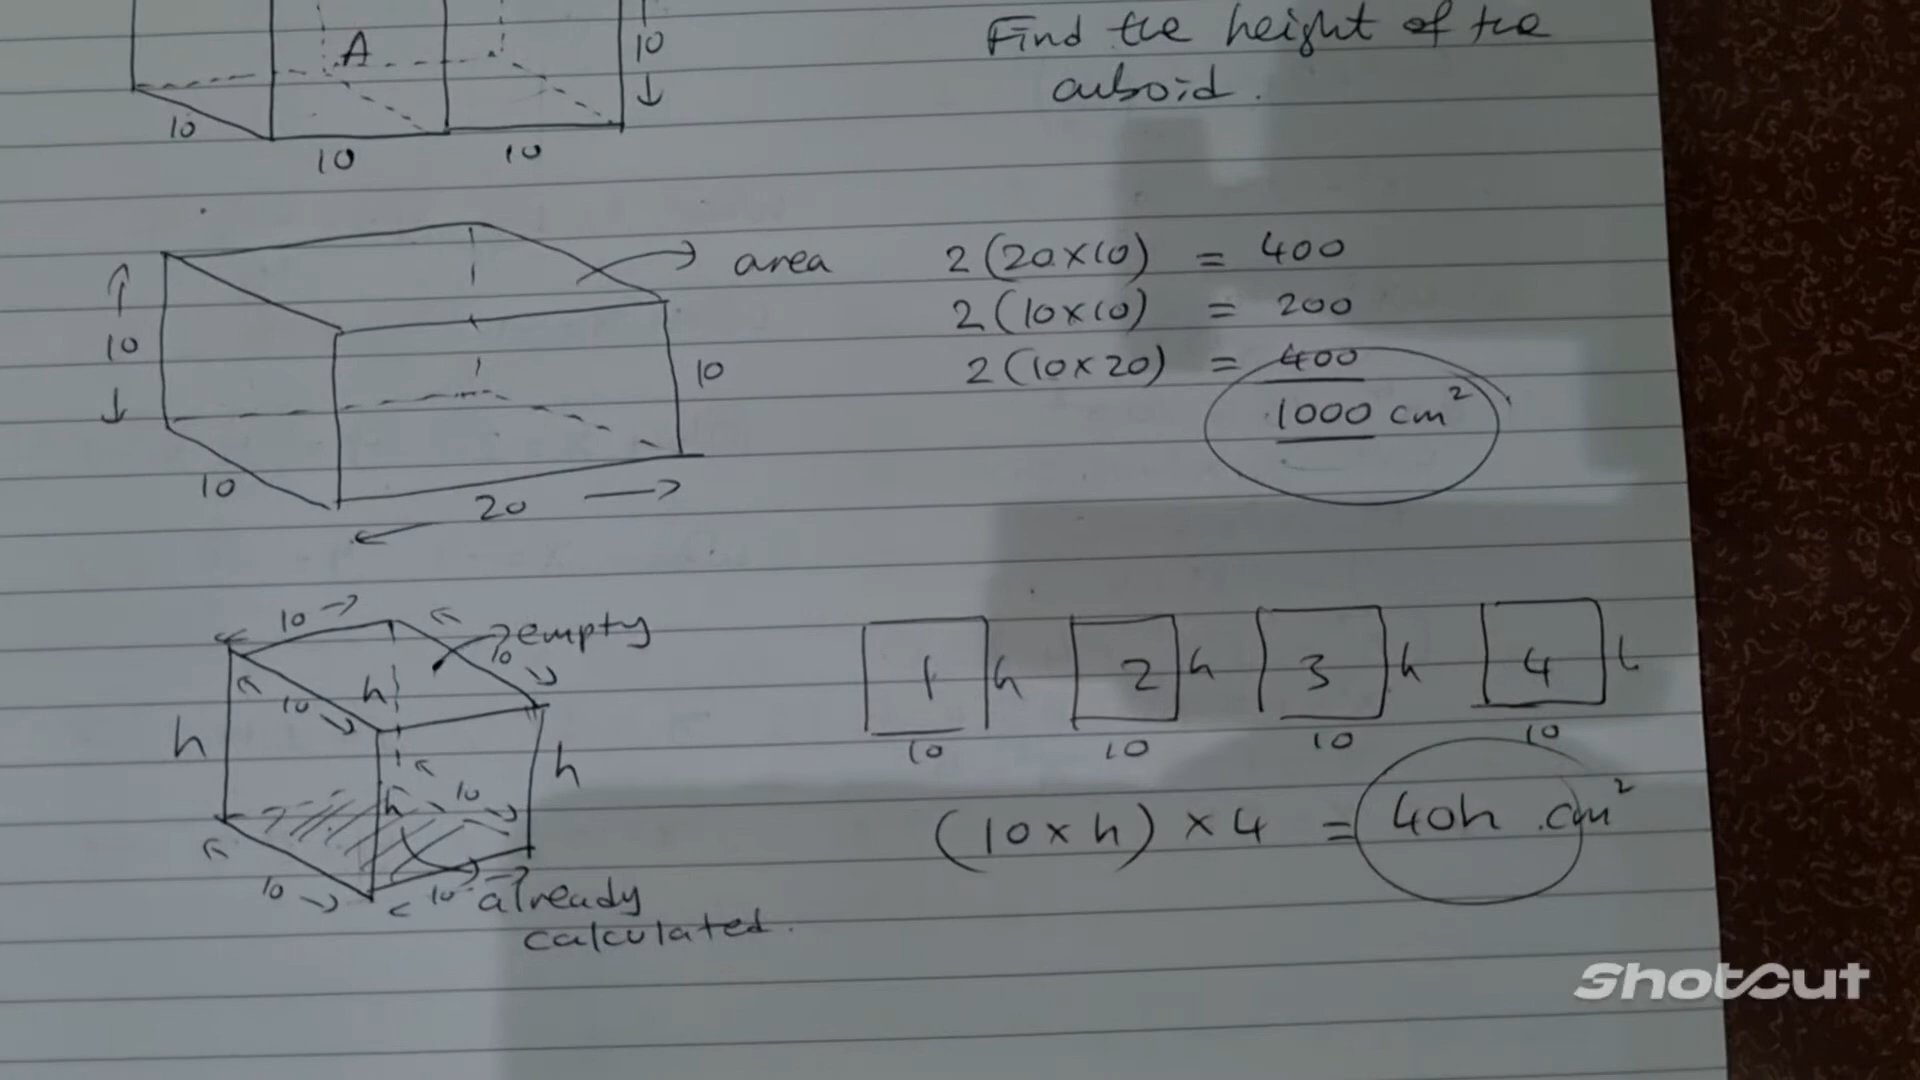 Find the height of the
cuboid.
A
10
↓
10
10
10
area
2(20×10) = 400
2(10×10) = 200
2(10×20) = 400
1000 cm²
↑
10
↓
10
10
20
10
empty
10
10
h
h
h
h
10
10
10
already
calculated.
1 h 2 h 3 h 4 h
10 10 10 10
(10 × h) × 4 = 40h cm²
Shotcut